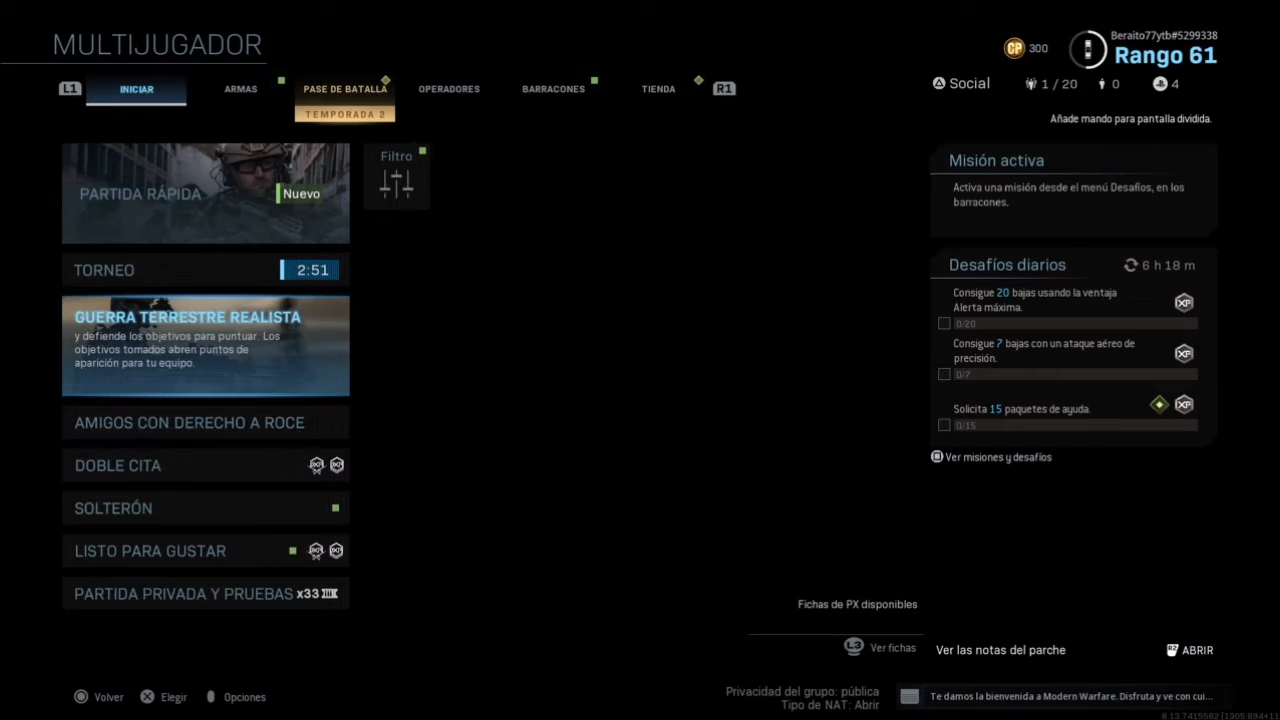 MULTIJUGADOR
CP 300
Beraito77ytb#5299338
Rango 61
L1
INICIAR
ARMAS
PASE DE BATALLA
TEMPORADA 2
OPERADORES
BARRACONES
TIENDA
R1
Social
1 / 20
0
4
Añade mando para pantalla dividida.
PARTIDA RÁPIDA
Nuevo
Filtro
TORNEO
2:51
GUERRA TERRESTRE REALISTA
y defiende los objetivos para puntuar. Los
objetivos tomados abren puntos de
aparición para tu equipo.
AMIGOS CON DERECHO A ROCE
DOBLE CITA
SOLTERÓN
LISTO PARA GUSTAR
PARTIDA PRIVADA Y PRUEBAS x33
Misión activa
Activa una misión desde el menú Desafíos, en los
barracones.
Desafíos diarios
6 h 18 m
Consigue 20 bajas usando la ventaja
Alerta máxima.
XP
0/20
Consigue 7 bajas con un ataque aéreo de
precisión.
XP
0/7
Solicita 15 paquetes de ayuda.
XP
0/15
Ver misiones y desafíos
Fichas de PX disponibles
L3 Ver fichas
Ver las notas del parche
R2 ABRIR
Volver
Elegir
Opciones
Privacidad del grupo: pública
Tipo de NAT: Abrir
Te damos la bienvenida a Modern Warfare. Disfruta y ve con cui...